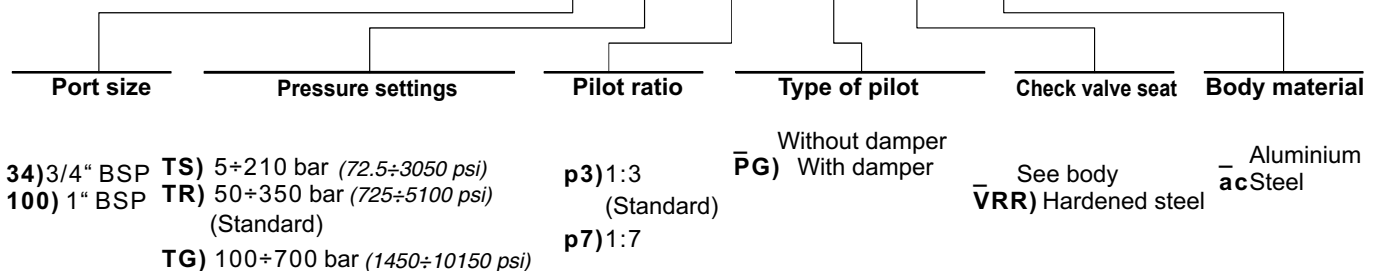 Port size
Pressure settings
Pilot ratio
Type of pilot
Check valve seat
Body material
34)3/4“ BSP
100) 1“ BSP
TS) 5÷210 bar (72.5÷3050 psi)
TR) 50÷350 bar (725÷5100 psi)
(Standard)
TG) 100÷700 bar (1450÷10150 psi)
p3)1:3
(Standard)
p7)1:7
_ Without damper
PG) With damper
_ See body
VRR) Hardened steel
_ Aluminium
acSteel